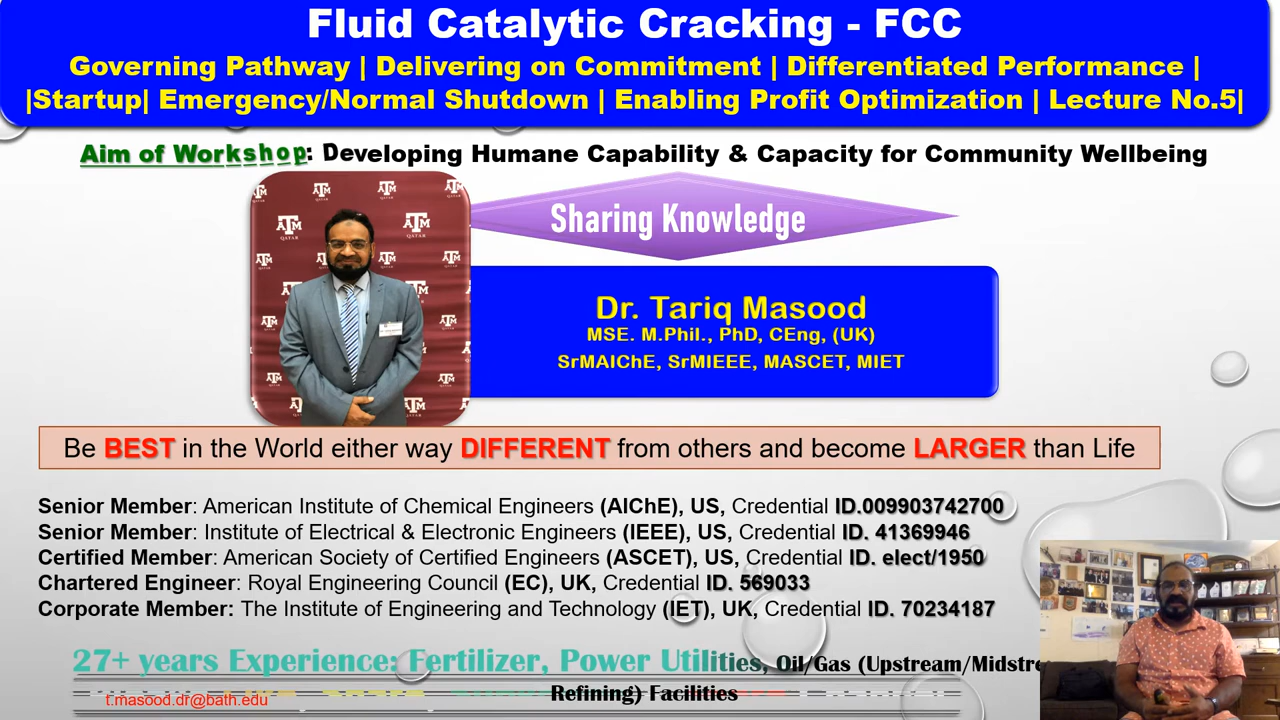 Fluid Catalytic Cracking - FCC
Governing Pathway | Delivering on Commitment | Differentiated Performance |
|Startup| Emergency/Normal Shutdown | Enabling Profit Optimization | Lecture No.5|
Aim of Workshop: Developing Humane Capability & Capacity for Community Wellbeing
Sharing Knowledge
ĀTM
QATAR
Dr. Tariq Masood
MSE. M.Phil., PhD, CEng, (UK)
SrMAIChE, SrMIEEE, MASCET, MIET
Be BEST in the World either way DIFFERENT from others and become LARGER than Life
Senior Member: American Institute of Chemical Engineers (AIChE), US, Credential ID.009903742700
Senior Member: Institute of Electrical & Electronic Engineers (IEEE), US, Credential ID. 41369946
Certified Member: American Society of Certified Engineers (ASCET), US, Credential ID. elect/1950
Chartered Engineer: Royal Engineering Council (EC), UK, Credential ID. 569033
Corporate Member: The Institute of Engineering and Technology (IET), UK, Credential ID. 70234187
27+ years Experience: Fertilizer, Power Utilities, Oil/Gas (Upstream/Midstre
Refining) Facilities
t.masood.dr@bath.edu